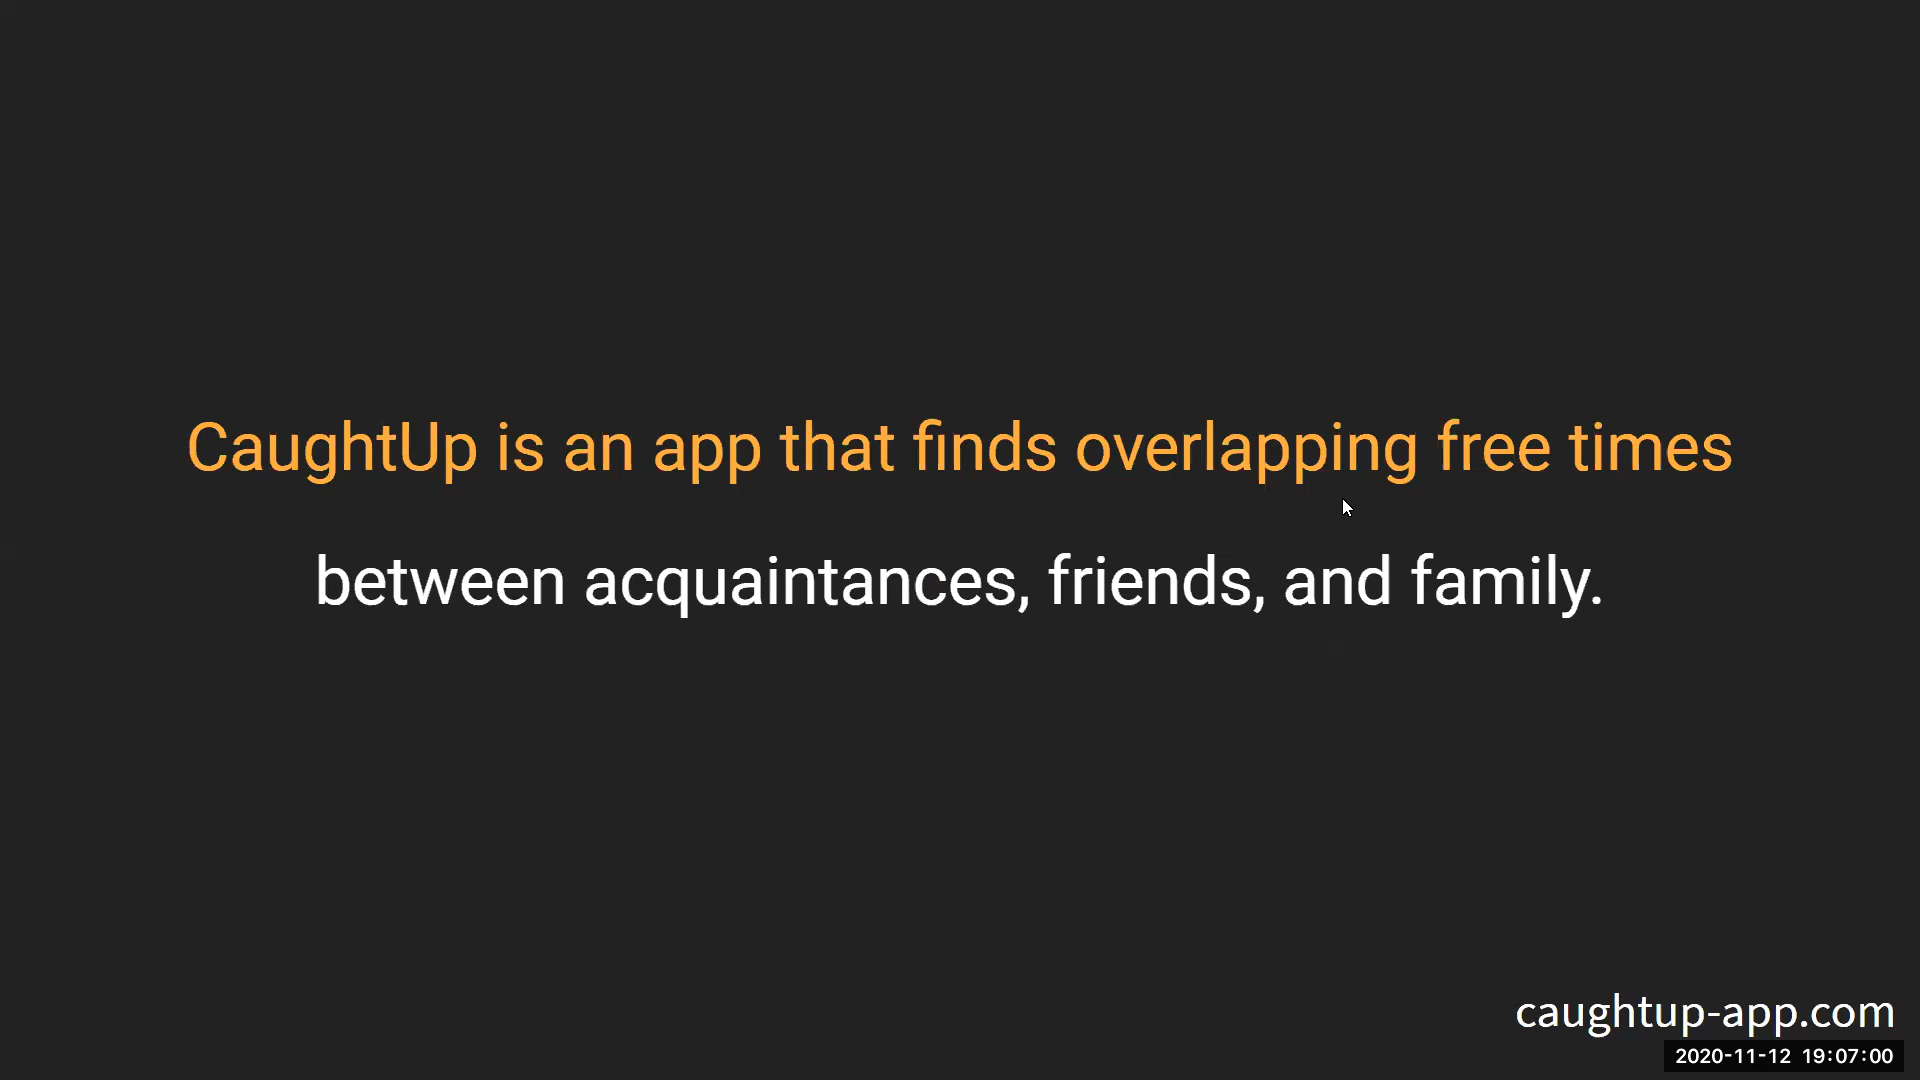 CaughtUp is an app that finds overlapping free times
between acquaintances, friends, and family.
caughtup-app.com
2020-11-12 19:07:00